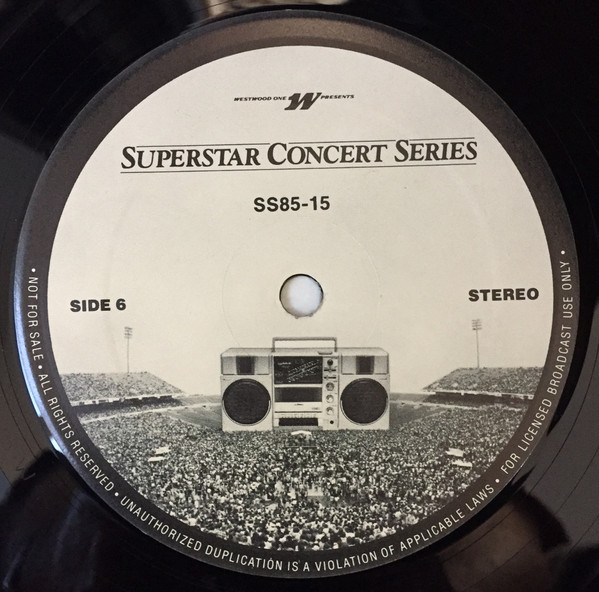 WESTWOOD ONE W PRESENTS
SUPERSTAR CONCERT SERIES
SS85-15
SIDE 6
STEREO
• NOT FOR SALE • ALL RIGHTS RESERVED • UNAUTHORIZED DUPLICATION IS A VIOLATION OF APPLICABLE LAWS • FOR LICENSED BROADCAST USE ONLY •